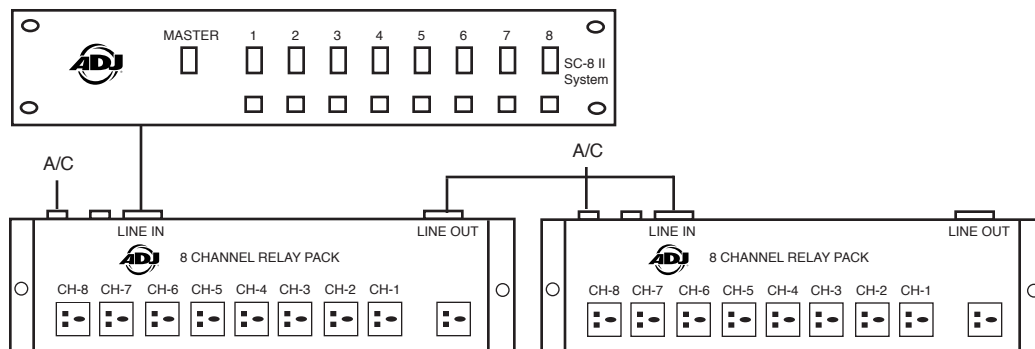 MASTER 1 2 3 4 5 6 7 8
ADJ
SC-8 II
System
A/C
A/C
LINE IN LINE OUT
ADJ 8 CHANNEL RELAY PACK
CH-8 CH-7 CH-6 CH-5 CH-4 CH-3 CH-2 CH-1
LINE IN LINE OUT
ADJ 8 CHANNEL RELAY PACK
CH-8 CH-7 CH-6 CH-5 CH-4 CH-3 CH-2 CH-1